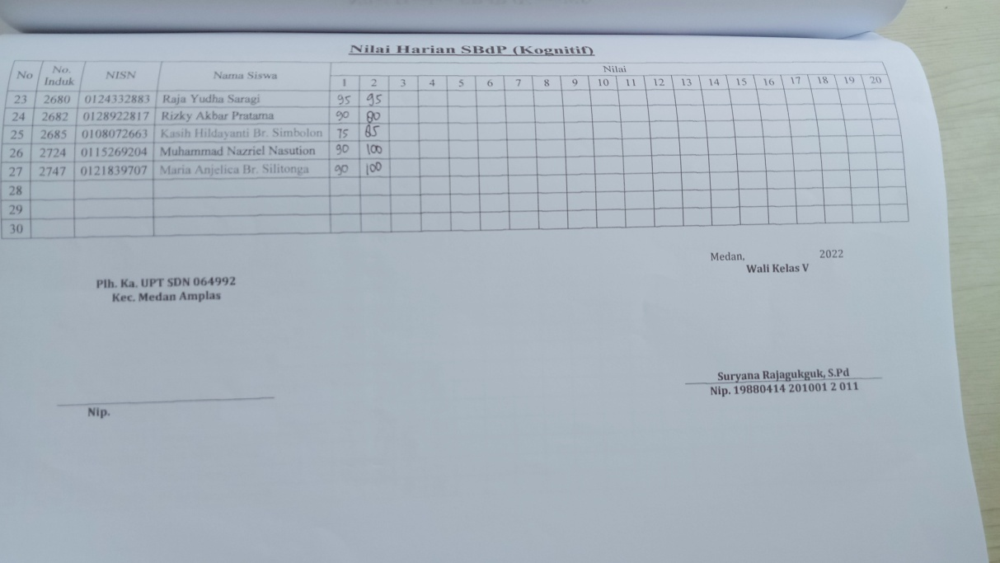 Nilai Harian SBdP (Kognitif)
No No. Induk NISN Nama Siswa Nilai
1 2 3 4 5 6 7 8 9 10 11 12 13 14 15 16 17 18 19 20
23 2680 0124332883 Raja Yudha Saragi 95 95
24 2682 0128922817 Rizky Akbar Pratama 90 80
25 2685 0108072663 Kasih Hildayanti Br. Simbolon 75 85
26 2724 0115269204 Muhammad Nazriel Nasution 90 100
27 2747 0121839707 Maria Anjelica Br. Silitonga 90 100
28
29
30
Medan, 2022
Wali Kelas V
Plh. Ka. UPT SDN 064992
Kec. Medan Amplas
Suryana Rajagukguk, S.Pd
Nip. 19880414 201001 2 011
Nip.